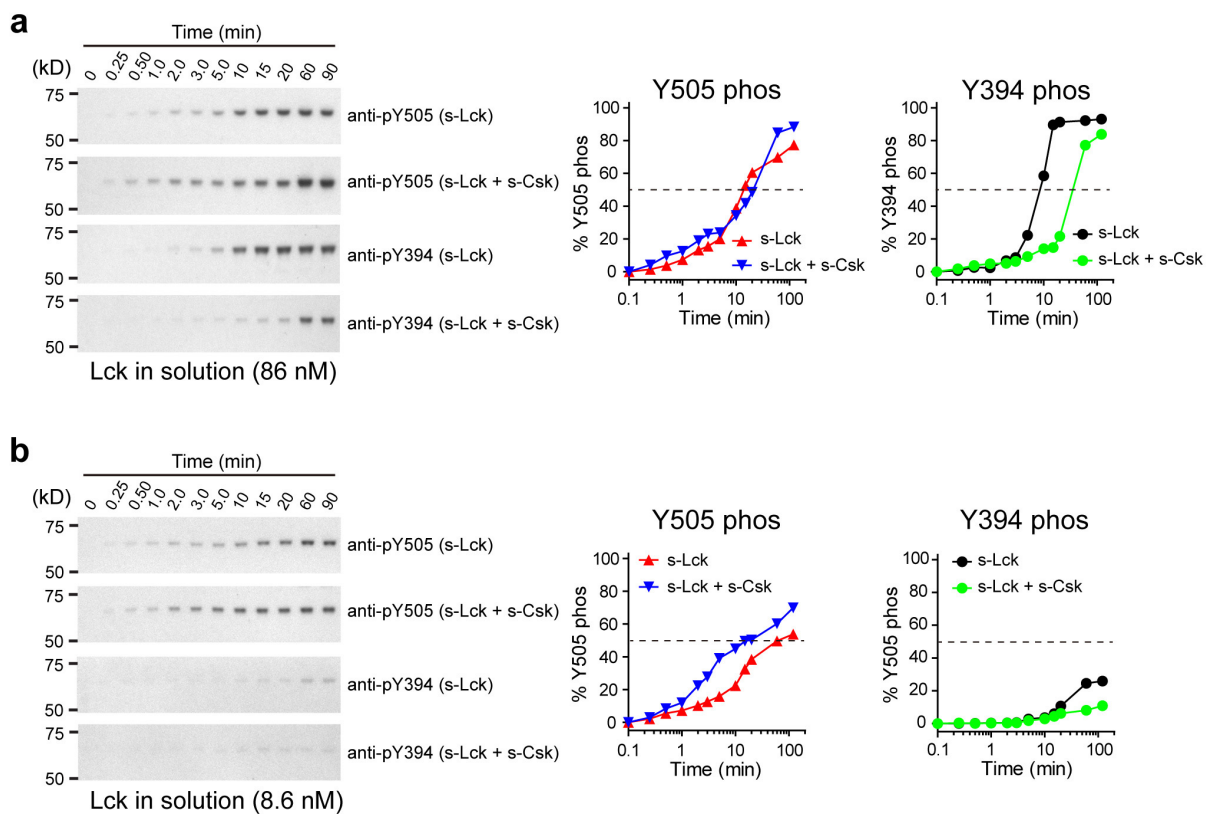 a
Time (min)
(kD)
0 0.25 0.50 1.0 2.0 3.0 5.0 10 15 20 60 90
75
50
anti-pY505 (s-Lck)
75
50
anti-pY505 (s-Lck + s-Csk)
75
50
anti-pY394 (s-Lck)
75
50
anti-pY394 (s-Lck + s-Csk)
Lck in solution (86 nM)
Y505 phos
% Y505 phos
100
80
60
40
20
0
s-Lck
s-Lck + s-Csk
0.1 1 10 100
Time (min)
Y394 phos
% Y394 phos
100
80
60
40
20
0
s-Lck
s-Lck + s-Csk
0.1 1 10 100
Time (min)
b
Time (min)
(kD)
0 0.25 0.50 1.0 2.0 3.0 5.0 10 15 20 60 90
75
50
anti-pY505 (s-Lck)
75
50
anti-pY505 (s-Lck + s-Csk)
75
50
anti-pY394 (s-Lck)
75
50
anti-pY394 (s-Lck + s-Csk)
Lck in solution (8.6 nM)
Y505 phos
% Y505 phos
100
80
60
40
20
0
s-Lck
s-Lck + s-Csk
0.1 1 10 100
Time (min)
Y394 phos
% Y505 phos
100
80
60
40
20
0
s-Lck
s-Lck + s-Csk
0.1 1 10 100
Time (min)